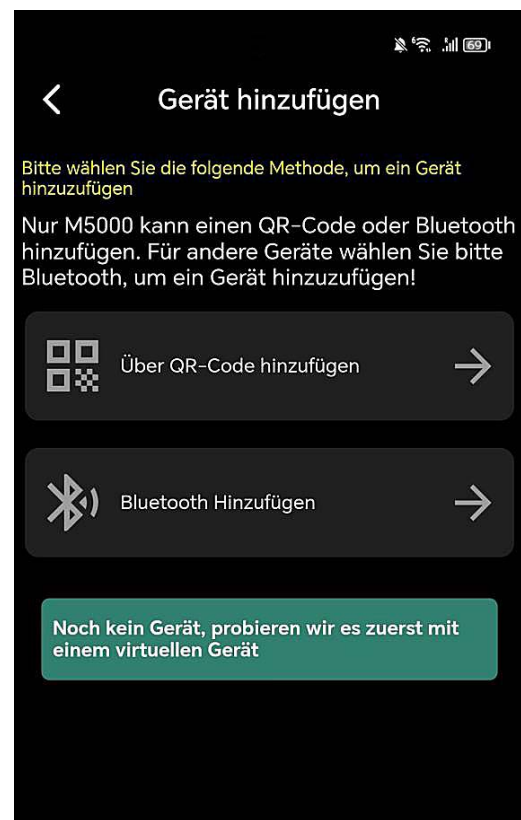 69
Gerät hinzufügen
Bitte wählen Sie die folgende Methode, um ein Gerät
hinzuzufügen
Nur M5000 kann einen QR-Code oder Bluetooth
hinzufügen. Für andere Geräte wählen Sie bitte
Bluetooth, um ein Gerät hinzuzufügen!
Über QR-Code hinzufügen
Bluetooth Hinzufügen
Noch kein Gerät, probieren wir es zuerst mit
einem virtuellen Gerät